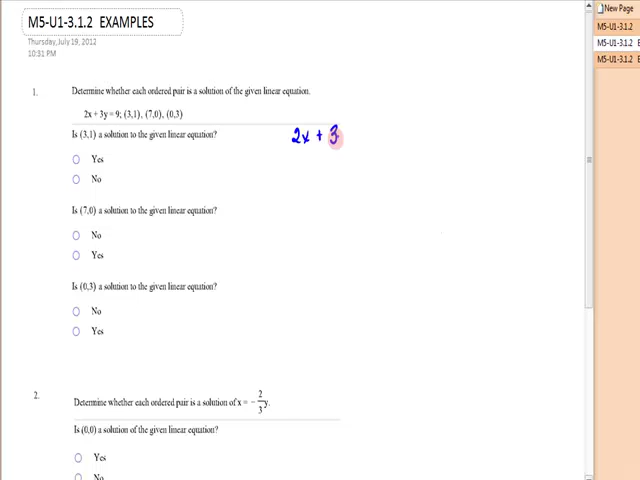 M5-U1-3.1.2 EXAMPLES
Thursday, July 19, 2012
10:31 PM
1.
Determine whether each ordered pair is a solution of the given linear equation.
2x + 3y = 9; (3,1), (7,0), (0,3)
Is (3,1) a solution to the given linear equation?
2x + 3
Yes
No
Is (7,0) a solution to the given linear equation?
No
Yes
Is (0,3) a solution to the given linear equation?
No
Yes
2.
Determine whether each ordered pair is a solution of x = - 2/3 y.
Is (0,0) a solution of the given linear equation?
Yes
No
New Page
M5-U1-3.1.2
M5-U1-3.1.2 E
M5-U1-3.1.2 E